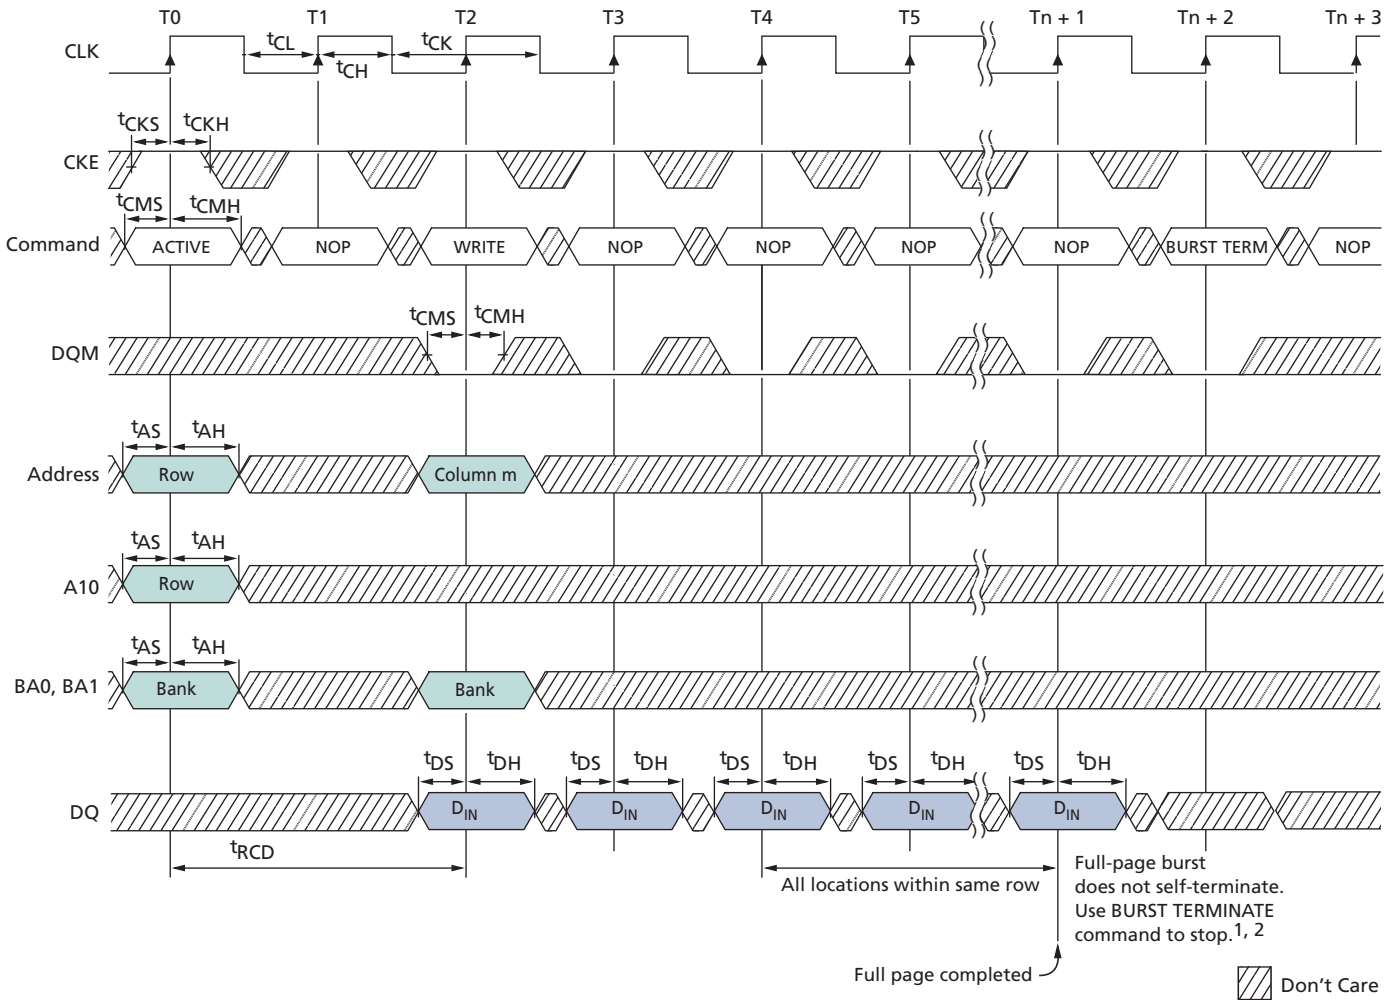 T0 T1 T2 T3 T4 T5 Tn + 1 Tn + 2 Tn + 3
CLK tCL tCK
tCH
tCKS tCKH
CKE
tCMS tCMH
Command ACTIVE NOP WRITE NOP NOP NOP NOP BURST TERM NOP
tCMS tCMH
DQM
tAS tAH
Address Row Column m
tAS tAH
A10 Row
tAS tAH
BA0, BA1 Bank Bank
tDS tDH tDS tDH tDS tDH tDS tDH tDS tDH
DQ DIN DIN DIN DIN DIN
tRCD
All locations within same row
Full-page burst
does not self-terminate.
Use BURST TERMINATE
command to stop.1, 2
Full page completed
Don't Care